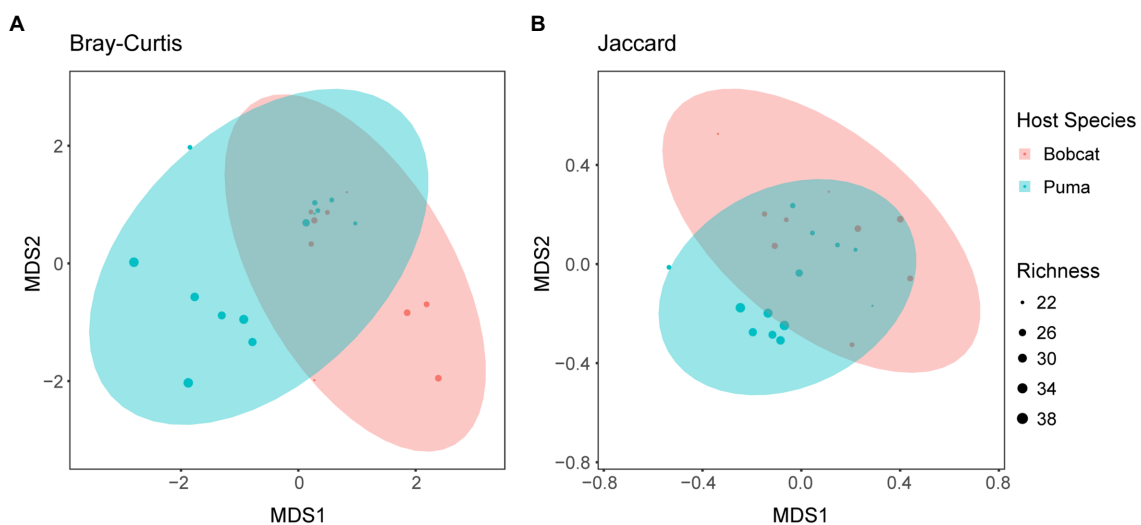 A
Bray-Curtis
2
0
−2
MDS2
−2
0
2
MDS1
B
Jaccard
0.4
0.0
−0.4
−0.8
MDS2
−0.8
−0.4
0.0
0.4
0.8
MDS1
Host Species
Bobcat
Puma
Richness
22
26
30
34
38